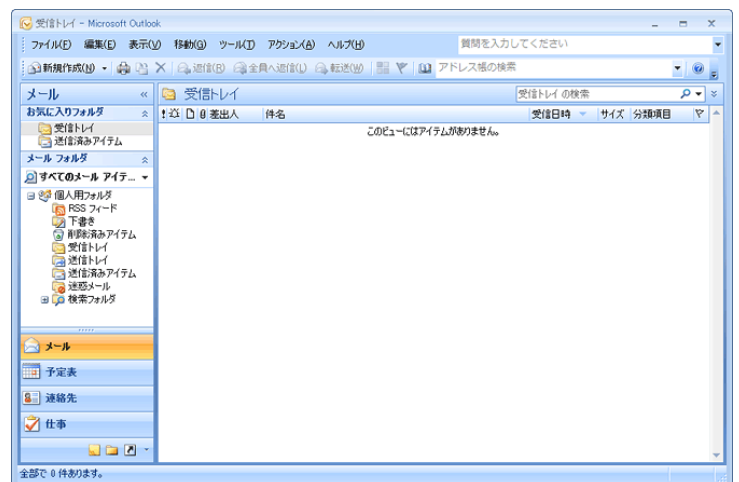 受信トレイ - Microsoft Outlook
ファイル(F) 編集(E) 表示(V) 移動(G) ツール(T) アクション(A) ヘルプ(H) 質問を入力してください
新規作成(N) 返信(R) 全員へ返信(L) 転送(W) アドレス帳の検索
メール «
お気に入りフォルダ
受信トレイ
送信済みアイテム
メール フォルダ
すべてのメール アイテ...
個人用フォルダ
RSS フィード
下書き
削除済みアイテム
受信トレイ
送信トレイ
送信済みアイテム
迷惑メール
検索フォルダ
メール
予定表
連絡先
仕事
受信トレイ 受信トレイ の検索
差出人 件名 受信日時 サイズ 分類項目
このビューにはアイテムがありません。
全部で 0 件あります。